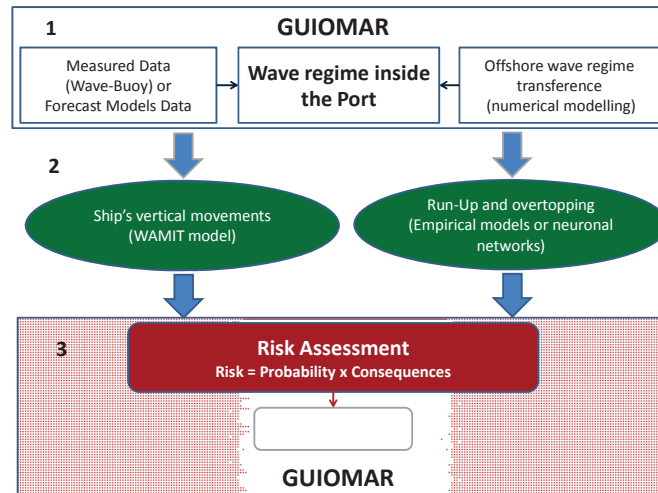 1
GUIOMAR
Measured Data
(Wave-Buoy) or
Forecast Models Data
Wave regime inside
the Port
Offshore wave regime
transference
(numerical modelling)
2
Ship's vertical movements
(WAMIT model)
Run-Up and overtopping
(Empirical models or neuronal
networks)
3
Risk Assessment
Risk = Probability x Consequences
GUIOMAR